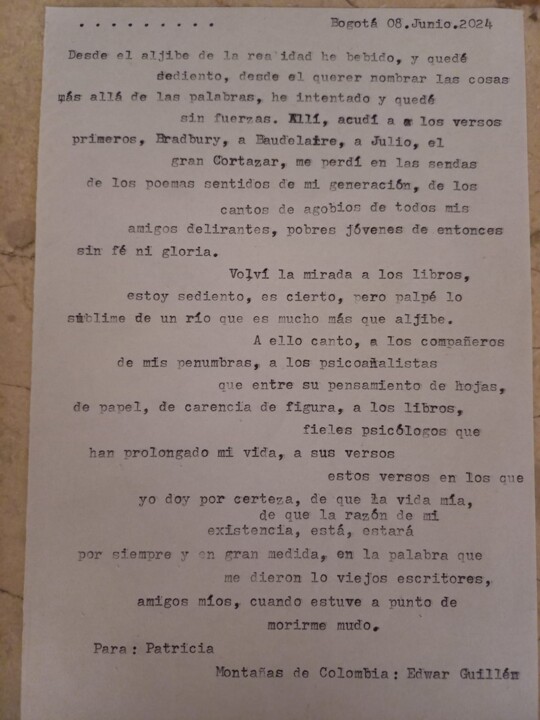 . . . . . . . . . Bogotá 08.Junio.2024
Desde el aljibe de la realidad he bebido, y quedé
sediento, desde el querer nombrar las cosas
más allá de las palabras, he intentado y quedé
sin fuerzas. Allí, acudí a a los versos
primeros, Bradbury, a Baudelaire, a Julio, el
gran Cortazar, me perdí en las sendas
de los poemas sentidos de mi generación, de los
cantos de agobios de todos mis
amigos delirantes, pobres jóvenes de entonces
sin fé ni gloria.
Volví la mirada a los libros,
estoy sediento, es cierto, pero palpé lo
sublime de un río que es mucho más que aljibe.
A ello canto, a los compañeros
de mis penumbras, a los psicoañalistas
que entre su pensamiento de hojas,
de papel, de carencia de figura, a los libros,
fieles psicólogos que
han prolongado mi vida, a sus versos
estos versos en los que
yo doy por certeza, de que la vida mía,
de que la razón de mi
existencia, está, estará
por siempre y en gran medida, en la palabra que
me dieron lo viejos escritores,
amigos míos, cuando estuve a punto de
morirme mudo.
Para: Patricia
Montañas de Colombia: Edwar Guillén